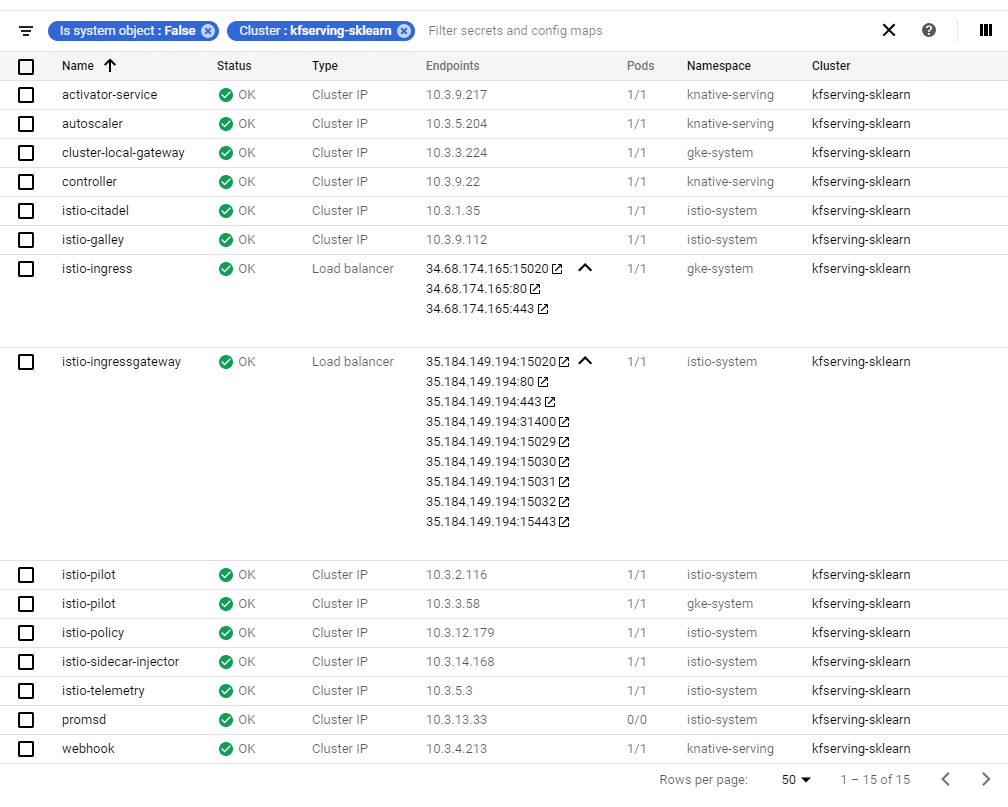 Is system object : False Cluster : kfserving-sklearn Filter secrets and config maps
Name Status Type Endpoints Pods Namespace Cluster
activator-service OK Cluster IP 10.3.9.217 1/1 knative-serving kfserving-sklearn
autoscaler OK Cluster IP 10.3.5.204 1/1 knative-serving kfserving-sklearn
cluster-local-gateway OK Cluster IP 10.3.3.224 1/1 gke-system kfserving-sklearn
controller OK Cluster IP 10.3.9.22 1/1 knative-serving kfserving-sklearn
istio-citadel OK Cluster IP 10.3.1.35 1/1 istio-system kfserving-sklearn
istio-galley OK Cluster IP 10.3.9.112 1/1 istio-system kfserving-sklearn
istio-ingress OK Load balancer 34.68.174.165:15020 1/1 gke-system kfserving-sklearn
34.68.174.165:80
34.68.174.165:443
istio-ingressgateway OK Load balancer 35.184.149.194:15020 1/1 istio-system kfserving-sklearn
35.184.149.194:80
35.184.149.194:443
35.184.149.194:31400
35.184.149.194:15029
35.184.149.194:15030
35.184.149.194:15031
35.184.149.194:15032
35.184.149.194:15443
istio-pilot OK Cluster IP 10.3.2.116 1/1 istio-system kfserving-sklearn
istio-pilot OK Cluster IP 10.3.3.58 1/1 gke-system kfserving-sklearn
istio-policy OK Cluster IP 10.3.12.179 1/1 istio-system kfserving-sklearn
istio-sidecar-injector OK Cluster IP 10.3.14.168 1/1 istio-system kfserving-sklearn
istio-telemetry OK Cluster IP 10.3.5.3 1/1 istio-system kfserving-sklearn
promsd OK Cluster IP 10.3.13.33 0/0 istio-system kfserving-sklearn
webhook OK Cluster IP 10.3.4.213 1/1 knative-serving kfserving-sklearn
Rows per page: 50 1 – 15 of 15